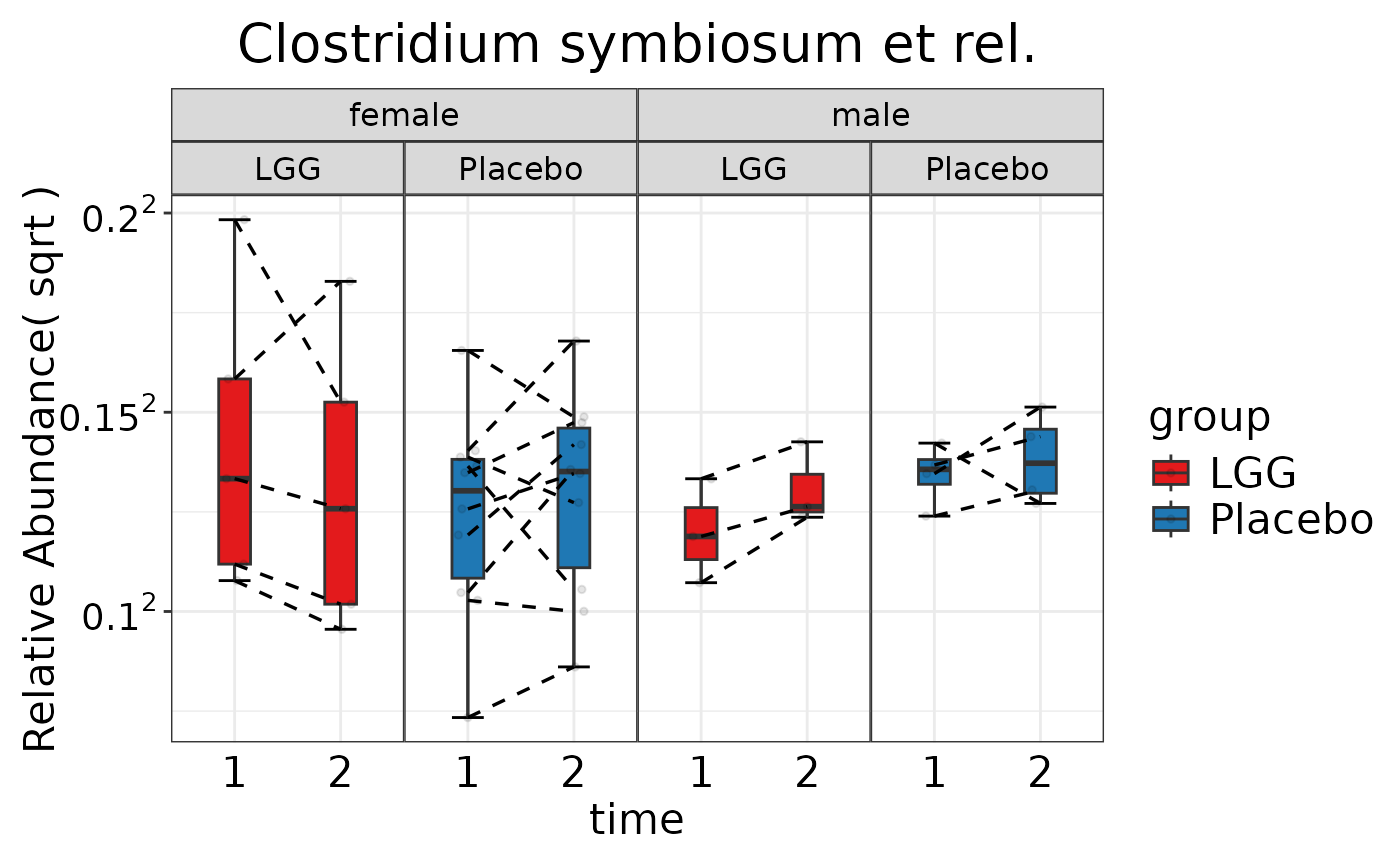 Clostridium symbiosum et rel.
female male
LGG Placebo LGG Placebo
Relative Abundance( sqrt )
0.2²
0.15²
0.1²
1 2 1 2 1 2 1 2
time
group
LGG
Placebo